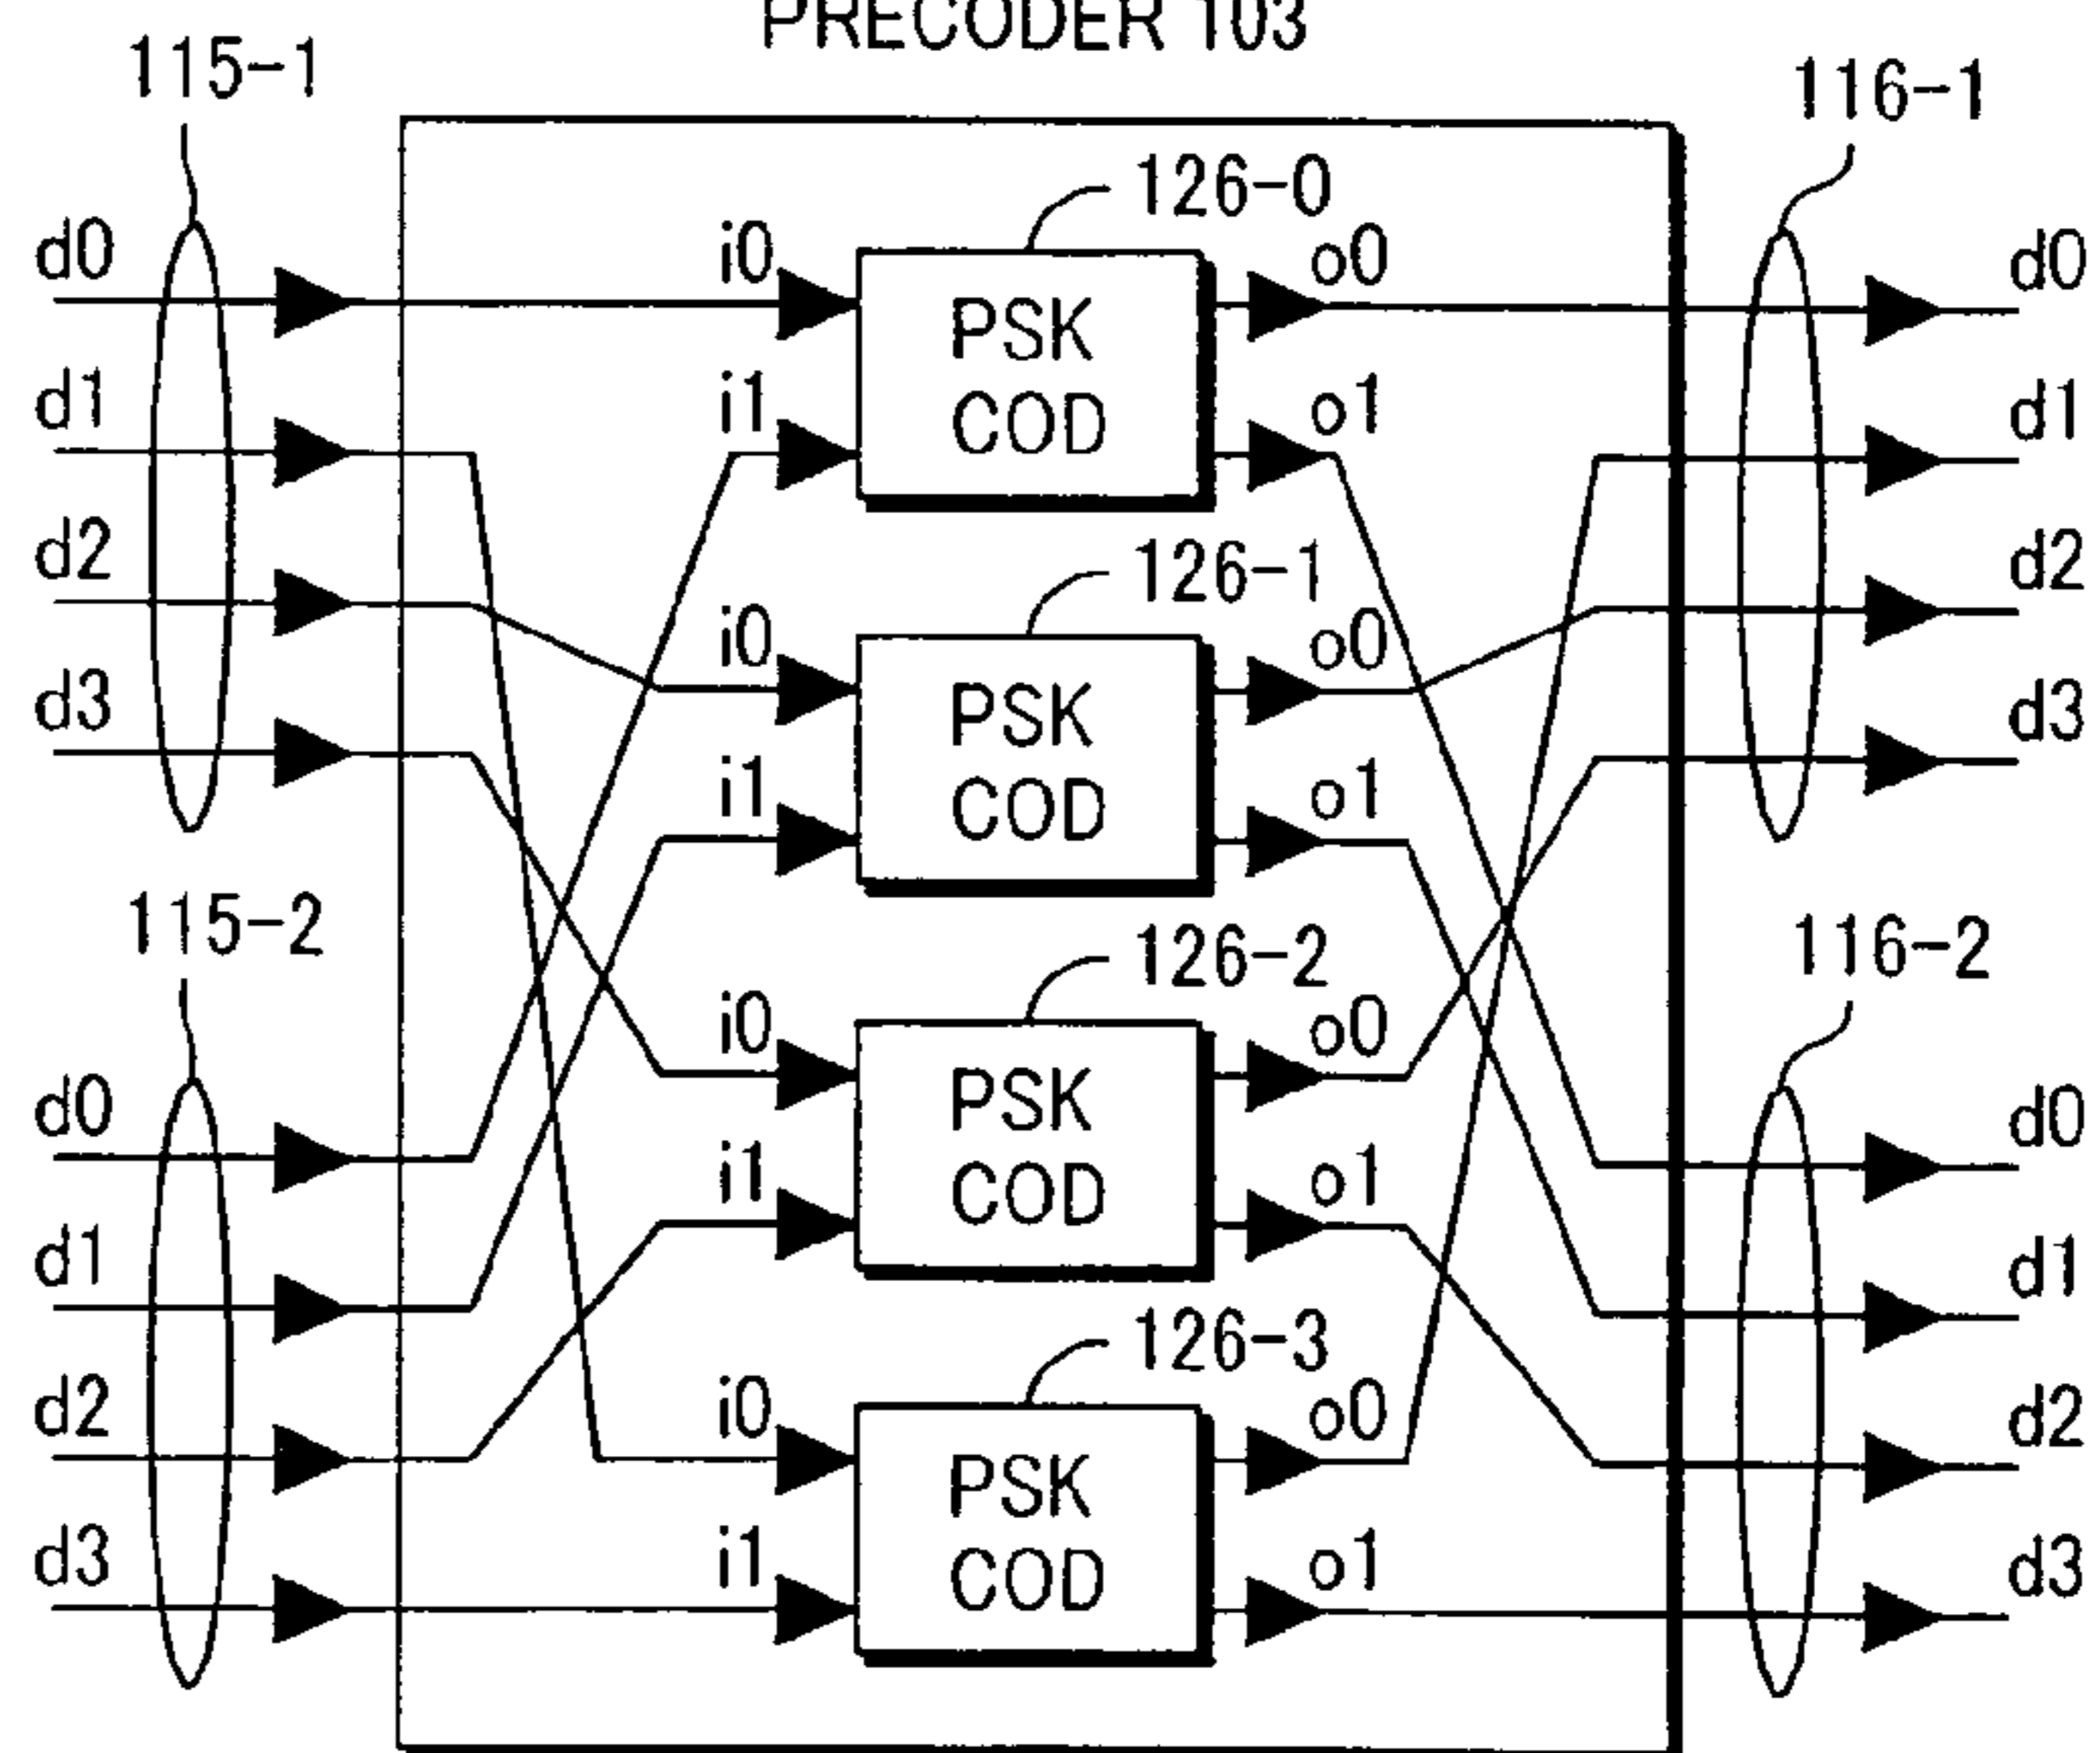 PRECODER 103
115-1
116-1
126-0
d0
i0
o0
d0
PSK
COD
d1
i1
o1
d1
d2
126-1
d2
i0
o0
d3
PSK
COD
d3
i1
o1
115-2
126-2
116-2
i0
o0
d0
PSK
COD
d0
i1
o1
d1
d1
126-3
d2
i0
o0
d2
PSK
COD
d3
i1
o1
d3